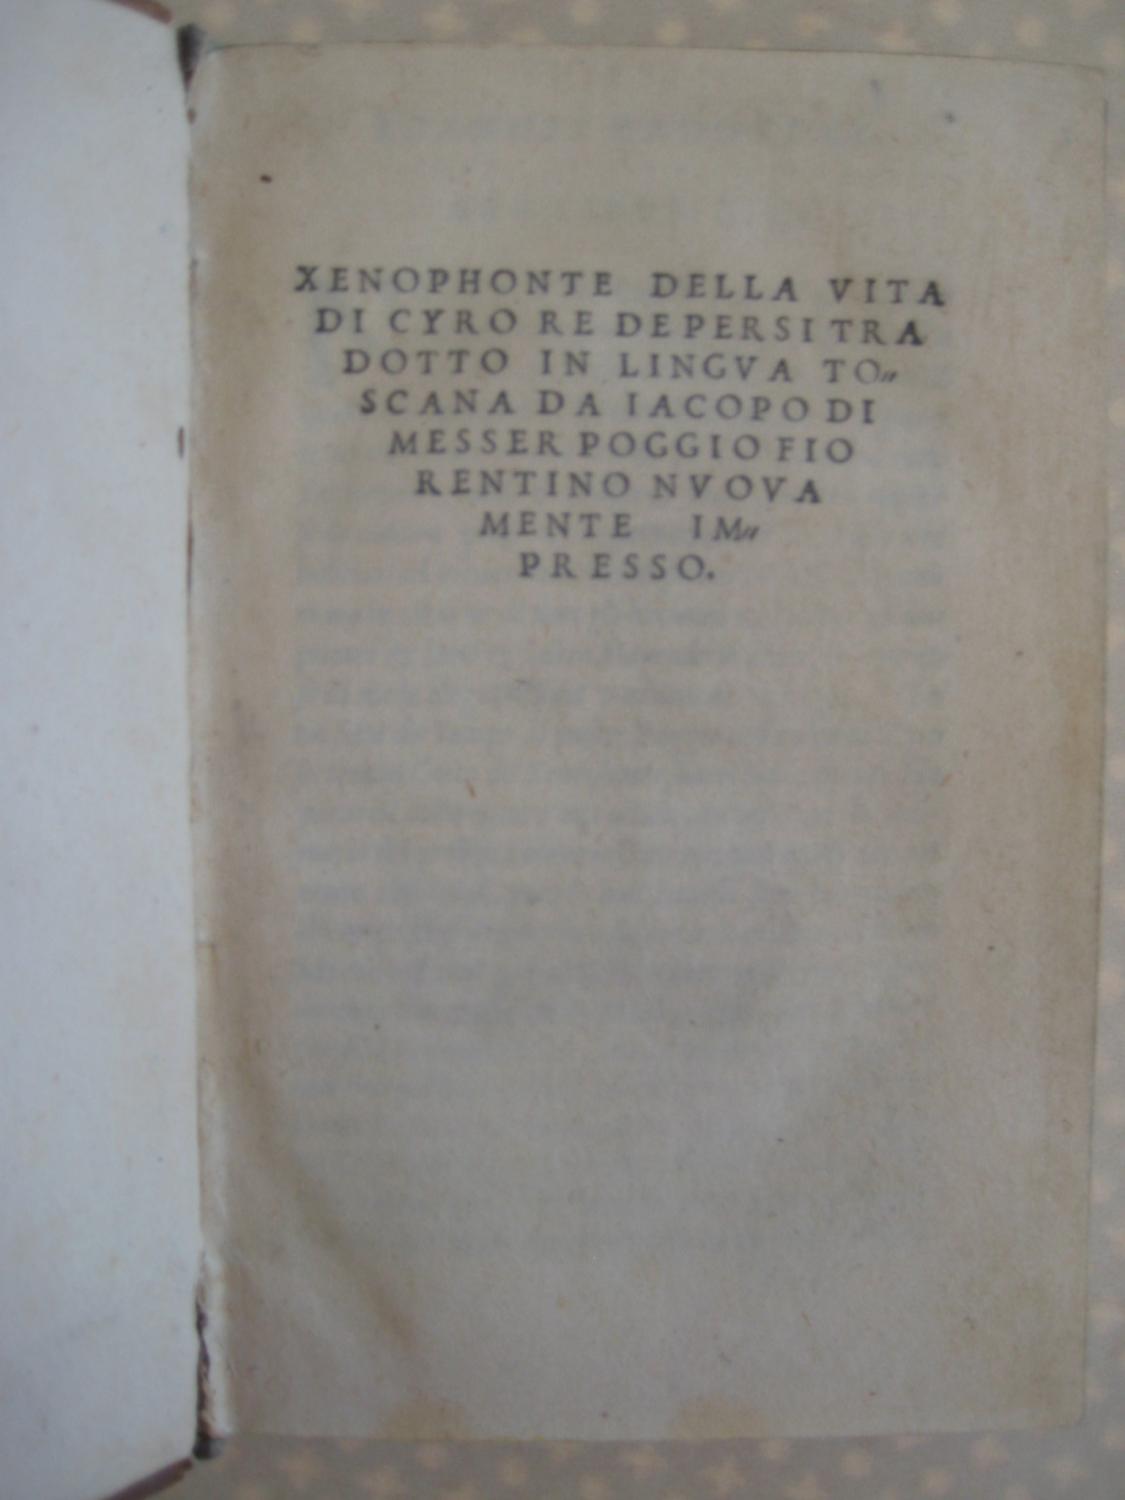 XENOPHONTE DELLA VITA
DI CYRO RE DE PERSI TRA
DOTTO IN LINGVA TO⸗
SCANA DA IACOPO DI
MESSER POGGIO FIO
RENTINO NVOVA
MENTE IM⸗
PRESSO.